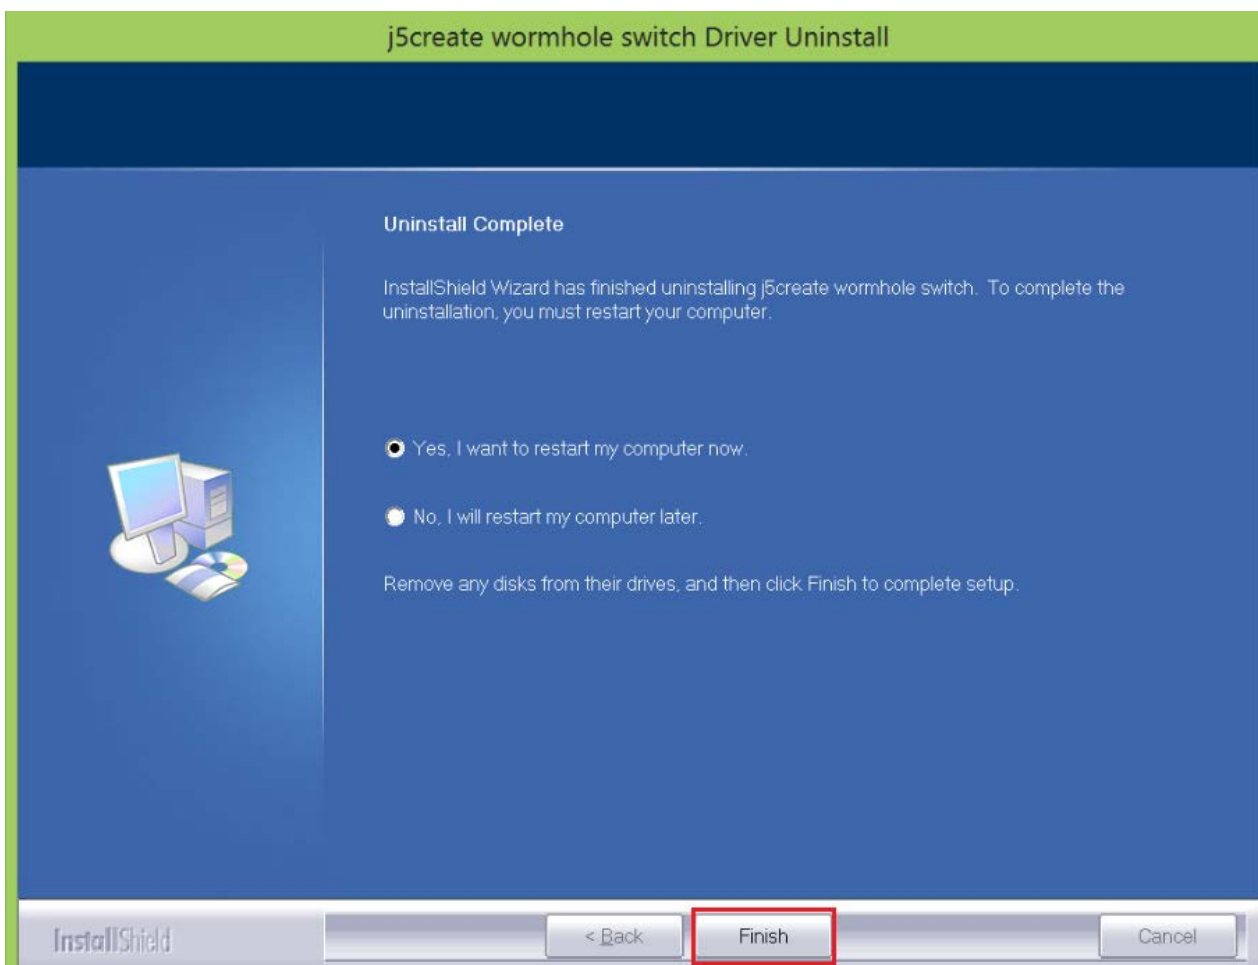 j5create wormhole switch Driver Uninstall
Uninstall Complete
InstallShield Wizard has finished uninstalling j5create wormhole switch.  To complete the
uninstallation, you must restart your computer.
Yes, I want to restart my computer now.
No, I will restart my computer later.
Remove any disks from their drives, and then click Finish to complete setup.
InstallShield
< Back
Finish
Cancel